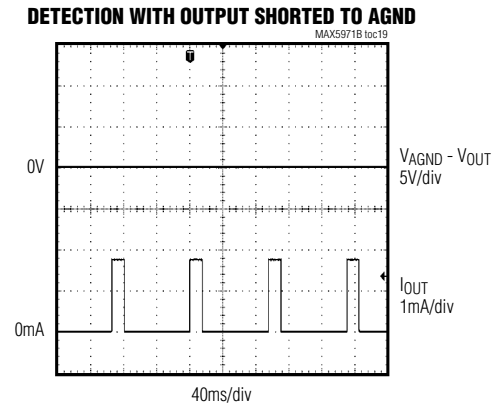 DETECTION WITH OUTPUT SHORTED TO AGND
MAX5971B toc19
T
0V
VAGND - VOUT
5V/div
IOUT
1mA/div
0mA
40ms/div